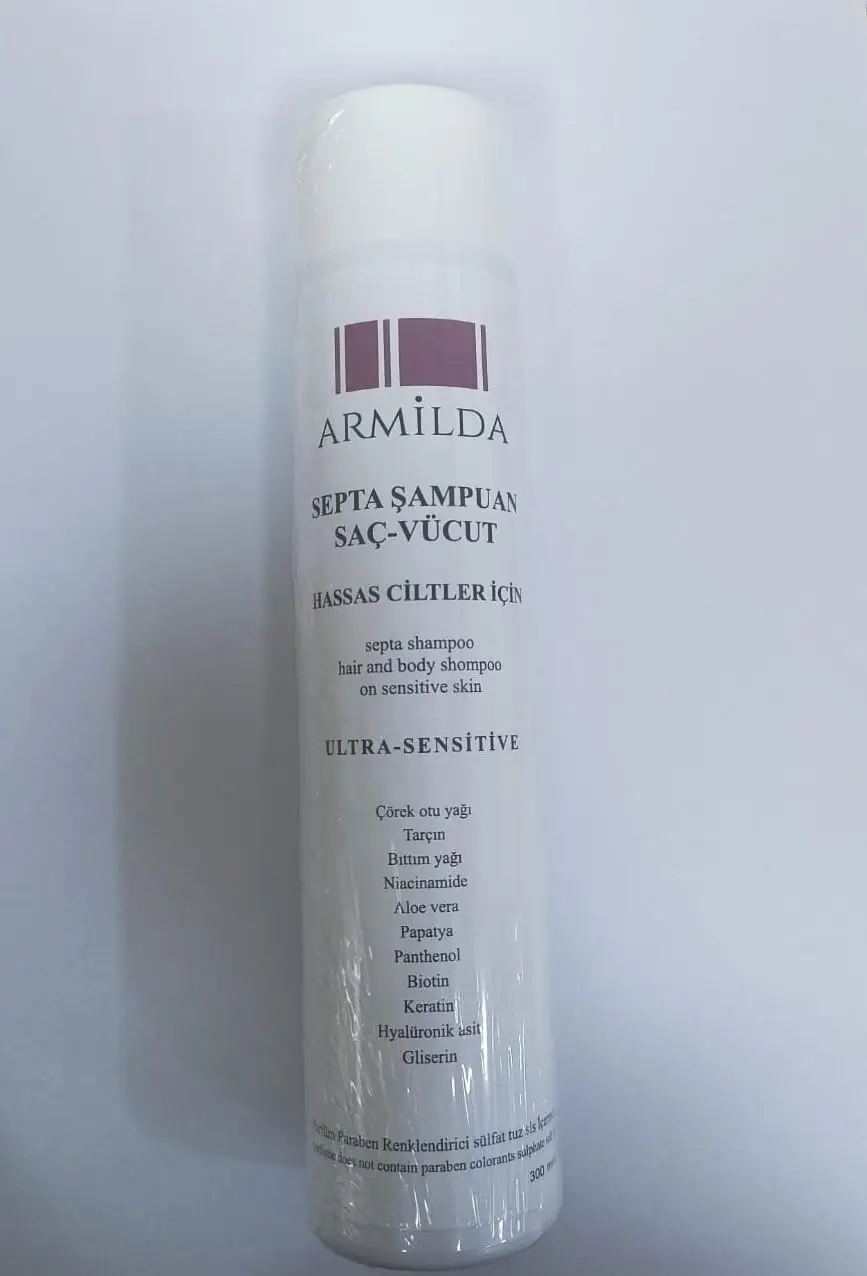 ARMİLDA
SEPTA ŞAMPUAN
SAÇ-VÜCUT
HASSAS CİLTLER İÇİN
septa shampoo
hair and body shompoo
on sensitive skin
ULTRA-SENSİTİVE
Çörek otu yağı
Tarçın
Bıttım yağı
Niacinamide
Aloe vera
Papatya
Panthenol
Biotin
Keratin
Hyalüronik asit
Gliserin
Paraben Renklendirici sülfat tuz sls
does not contain paraben colorants sulphate
300